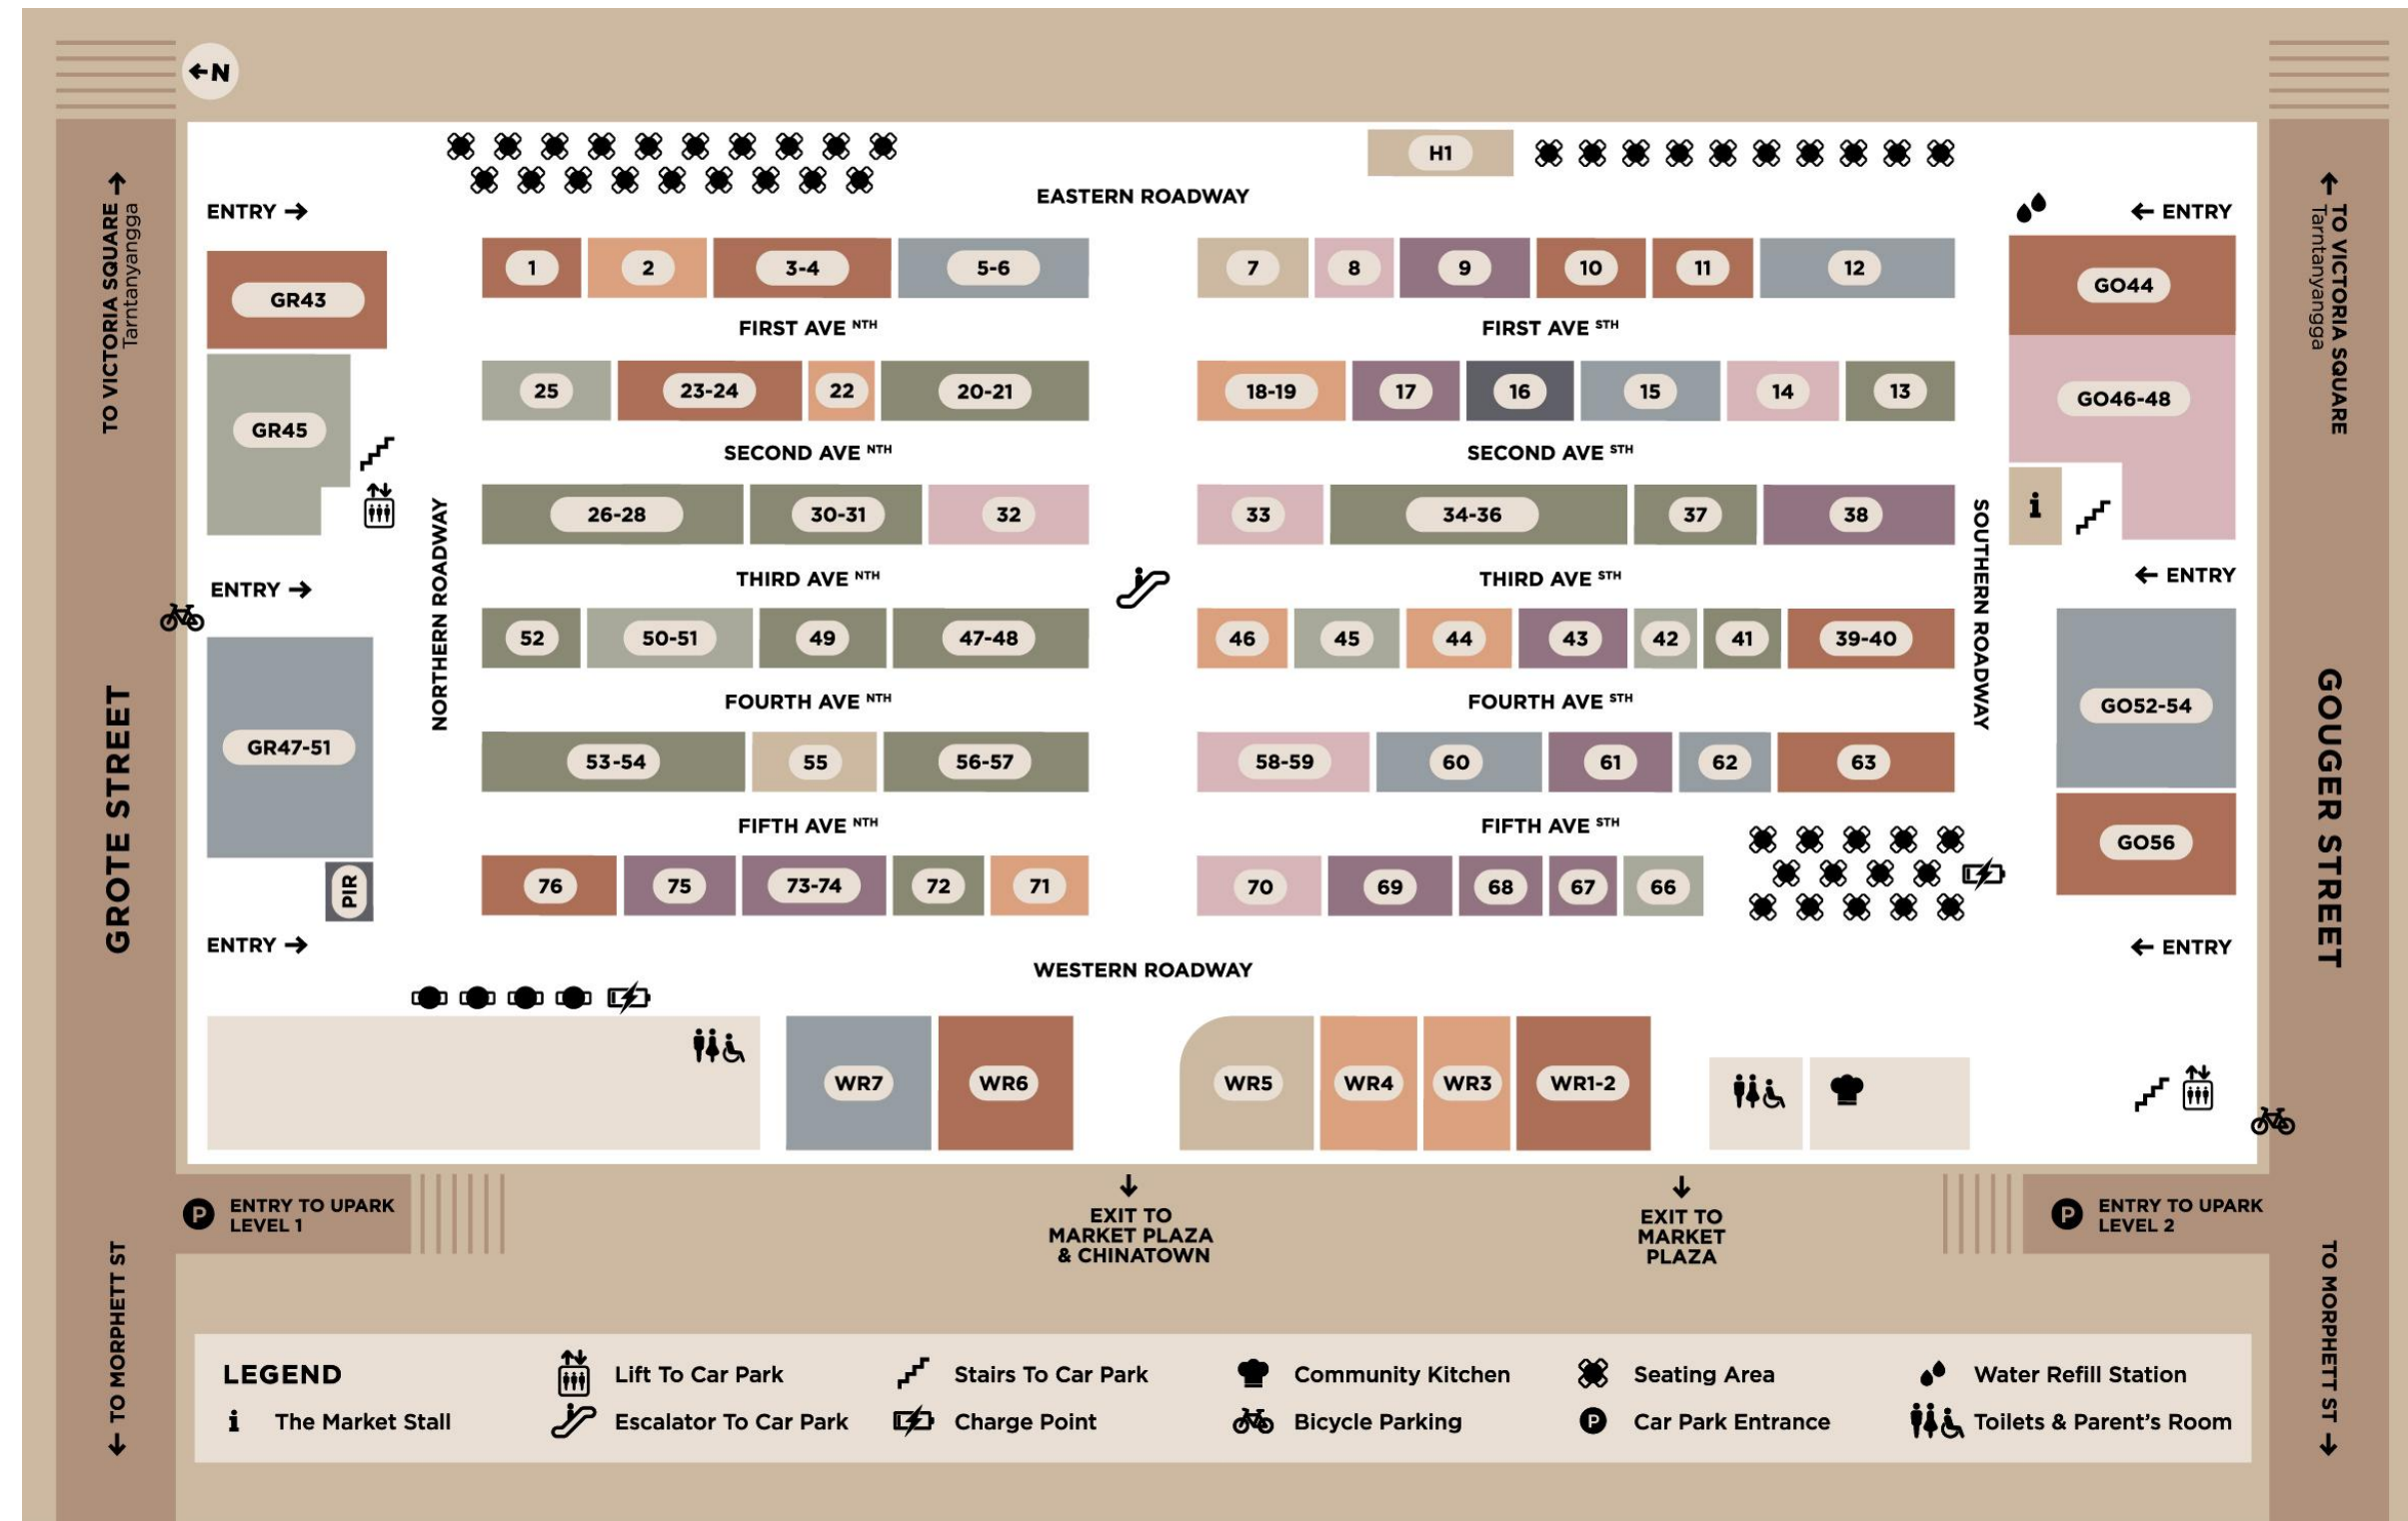 ←N
H1
EASTERN ROADWAY
ENTRY →
← ENTRY
TO VICTORIA SQUARE →
Tarntanyangga
← TO VICTORIA SQUARE
Tarntanyangga
GR43
1
2
3-4
5-6
7
8
9
10
11
12
GO44
FIRST AVE NTH
FIRST AVE STH
GR45
25
23-24
22
20-21
18-19
17
16
15
14
13
GO46-48
SECOND AVE NTH
SECOND AVE STH
26-28
30-31
32
33
34-36
37
38
i
NORTHERN ROADWAY
SOUTHERN ROADWAY
ENTRY →
THIRD AVE NTH
THIRD AVE STH
← ENTRY
52
50-51
49
47-48
46
45
44
43
42
41
39-40
GROTE STREET
GOUGER STREET
GR47-51
FOURTH AVE NTH
FOURTH AVE STH
GO52-54
53-54
55
56-57
58-59
60
61
62
63
FIFTH AVE NTH
FIFTH AVE STH
GO56
PIR
76
75
73-74
72
71
70
69
68
67
66
ENTRY →
← ENTRY
WESTERN ROADWAY
WR7
WR6
WR5
WR4
WR3
WR1-2
P
ENTRY TO UPARK
LEVEL 1
EXIT TO
MARKET PLAZA
& CHINATOWN
EXIT TO
MARKET
PLAZA
P
ENTRY TO UPARK
LEVEL 2
← TO MORPHETT ST
TO MORPHETT ST →
LEGEND
Lift To Car Park
Stairs To Car Park
Community Kitchen
Seating Area
Water Refill Station
i The Market Stall
Escalator To Car Park
Charge Point
Bicycle Parking
P Car Park Entrance
Toilets & Parent's Room